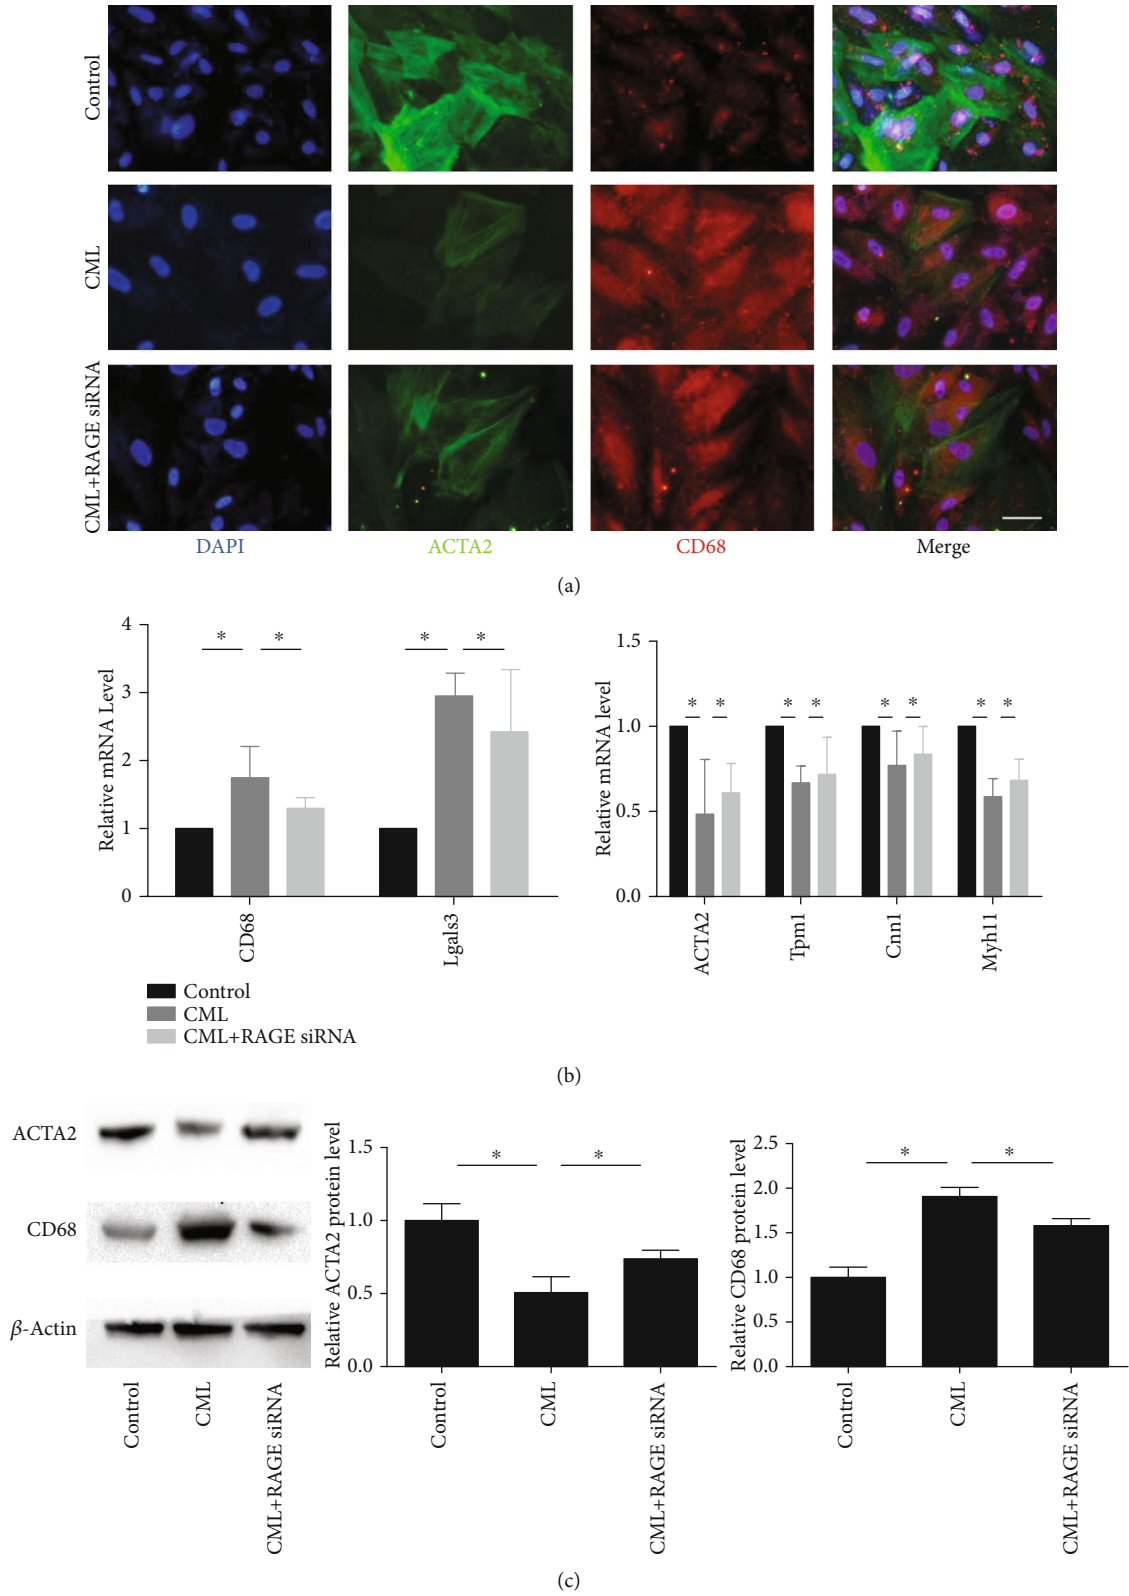 Control
CML
CML+RAGE siRNA
DAPI
ACTA2
CD68
Merge
(a)
Relative mRNA Level
4
3
2
1
0
* * * *
CD68
Lgals3
Relative mRNA level
1.5
1.0
0.5
0.0
* * * * * * * *
ACTA2
Tpm1
Cnn1
Myh11
Control
CML
CML+RAGE siRNA
(b)
ACTA2
CD68
β-Actin
Control
CML
CML+RAGE siRNA
Relative ACTA2 protein level
1.5
1.0
0.5
0.0
* *
Control
CML
CML+RAGE siRNA
Relative CD68 protein level
2.5
2.0
1.5
1.0
0.5
0.0
* *
Control
CML
CML+RAGE siRNA
(c)